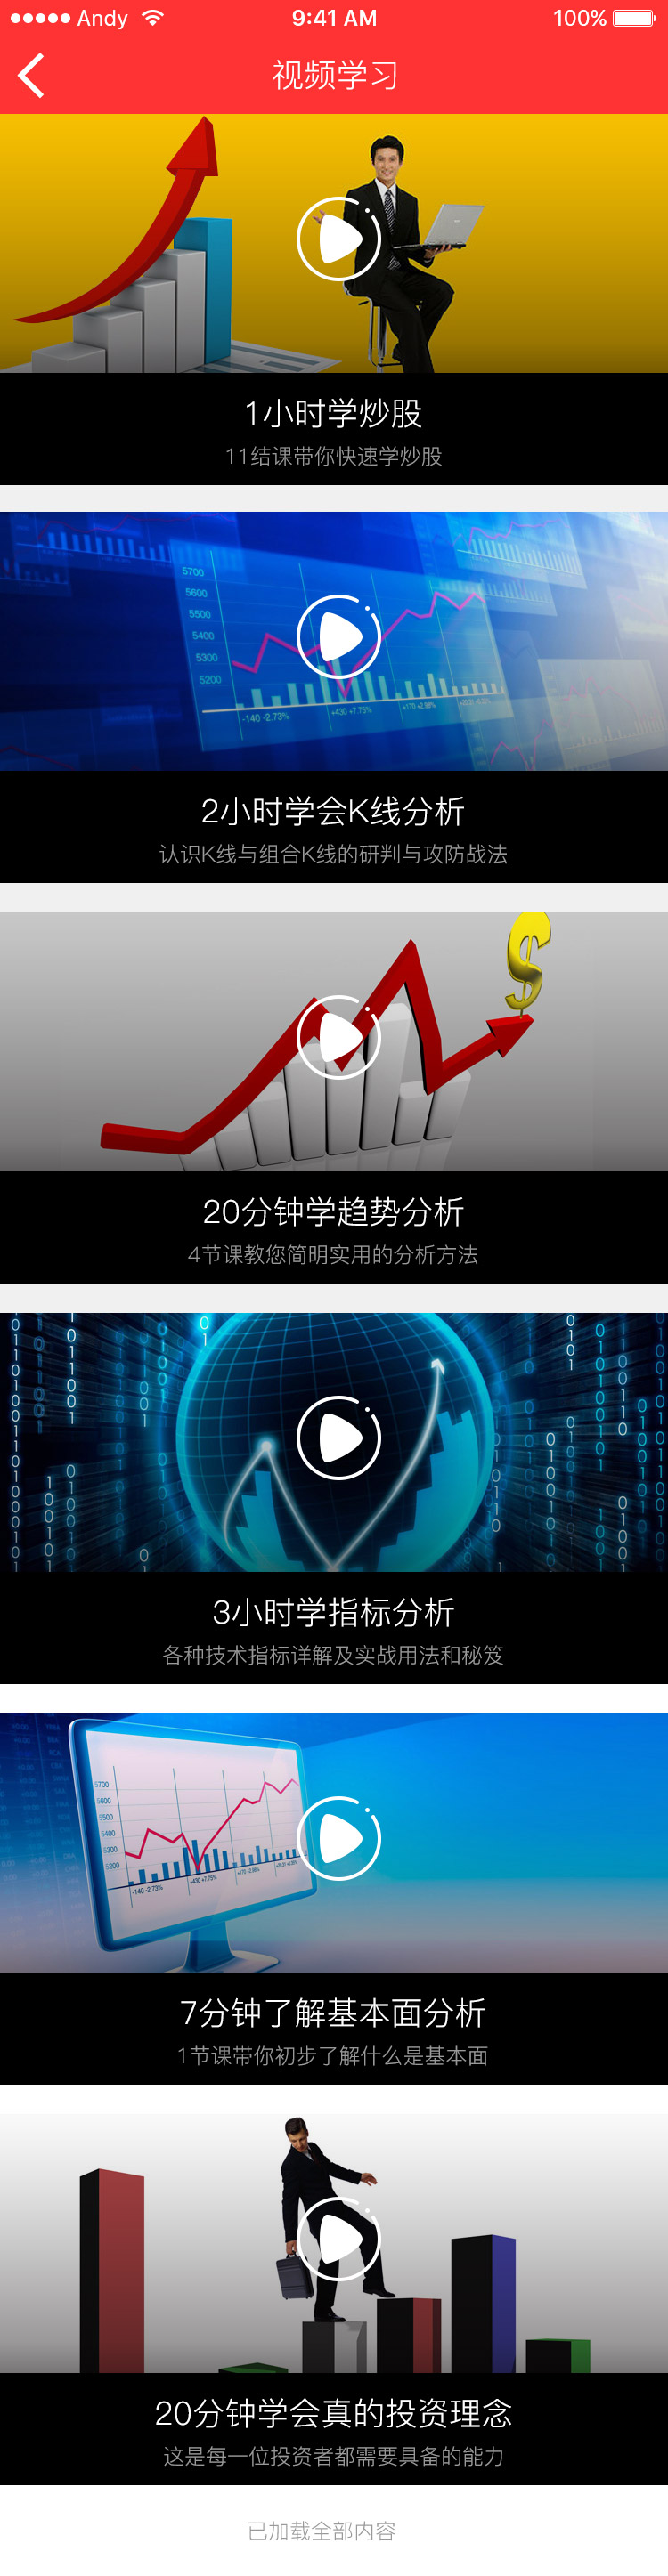 Andy
9:41 AM
100%
视频学习
1小时学炒股
11结课带你快速学炒股
5700
5600
5500
5400
5300
5200
-140 -2.73%
+430 +7.75%
+170 +2.98%
2小时学会K线分析
认识K线与组合K线的研判与攻防战法
20分钟学趋势分析
4节课教您简明实用的分析方法
3小时学指标分析
各种技术指标详解及实战用法和秘笈
5700
5600
5500
5400
5300
5200
-140 -2.73%
+430 +7.75%
7分钟了解基本面分析
1节课带你初步了解什么是基本面
20分钟学会真的投资理念
这是每一位投资者都需要具备的能力
已加载全部内容